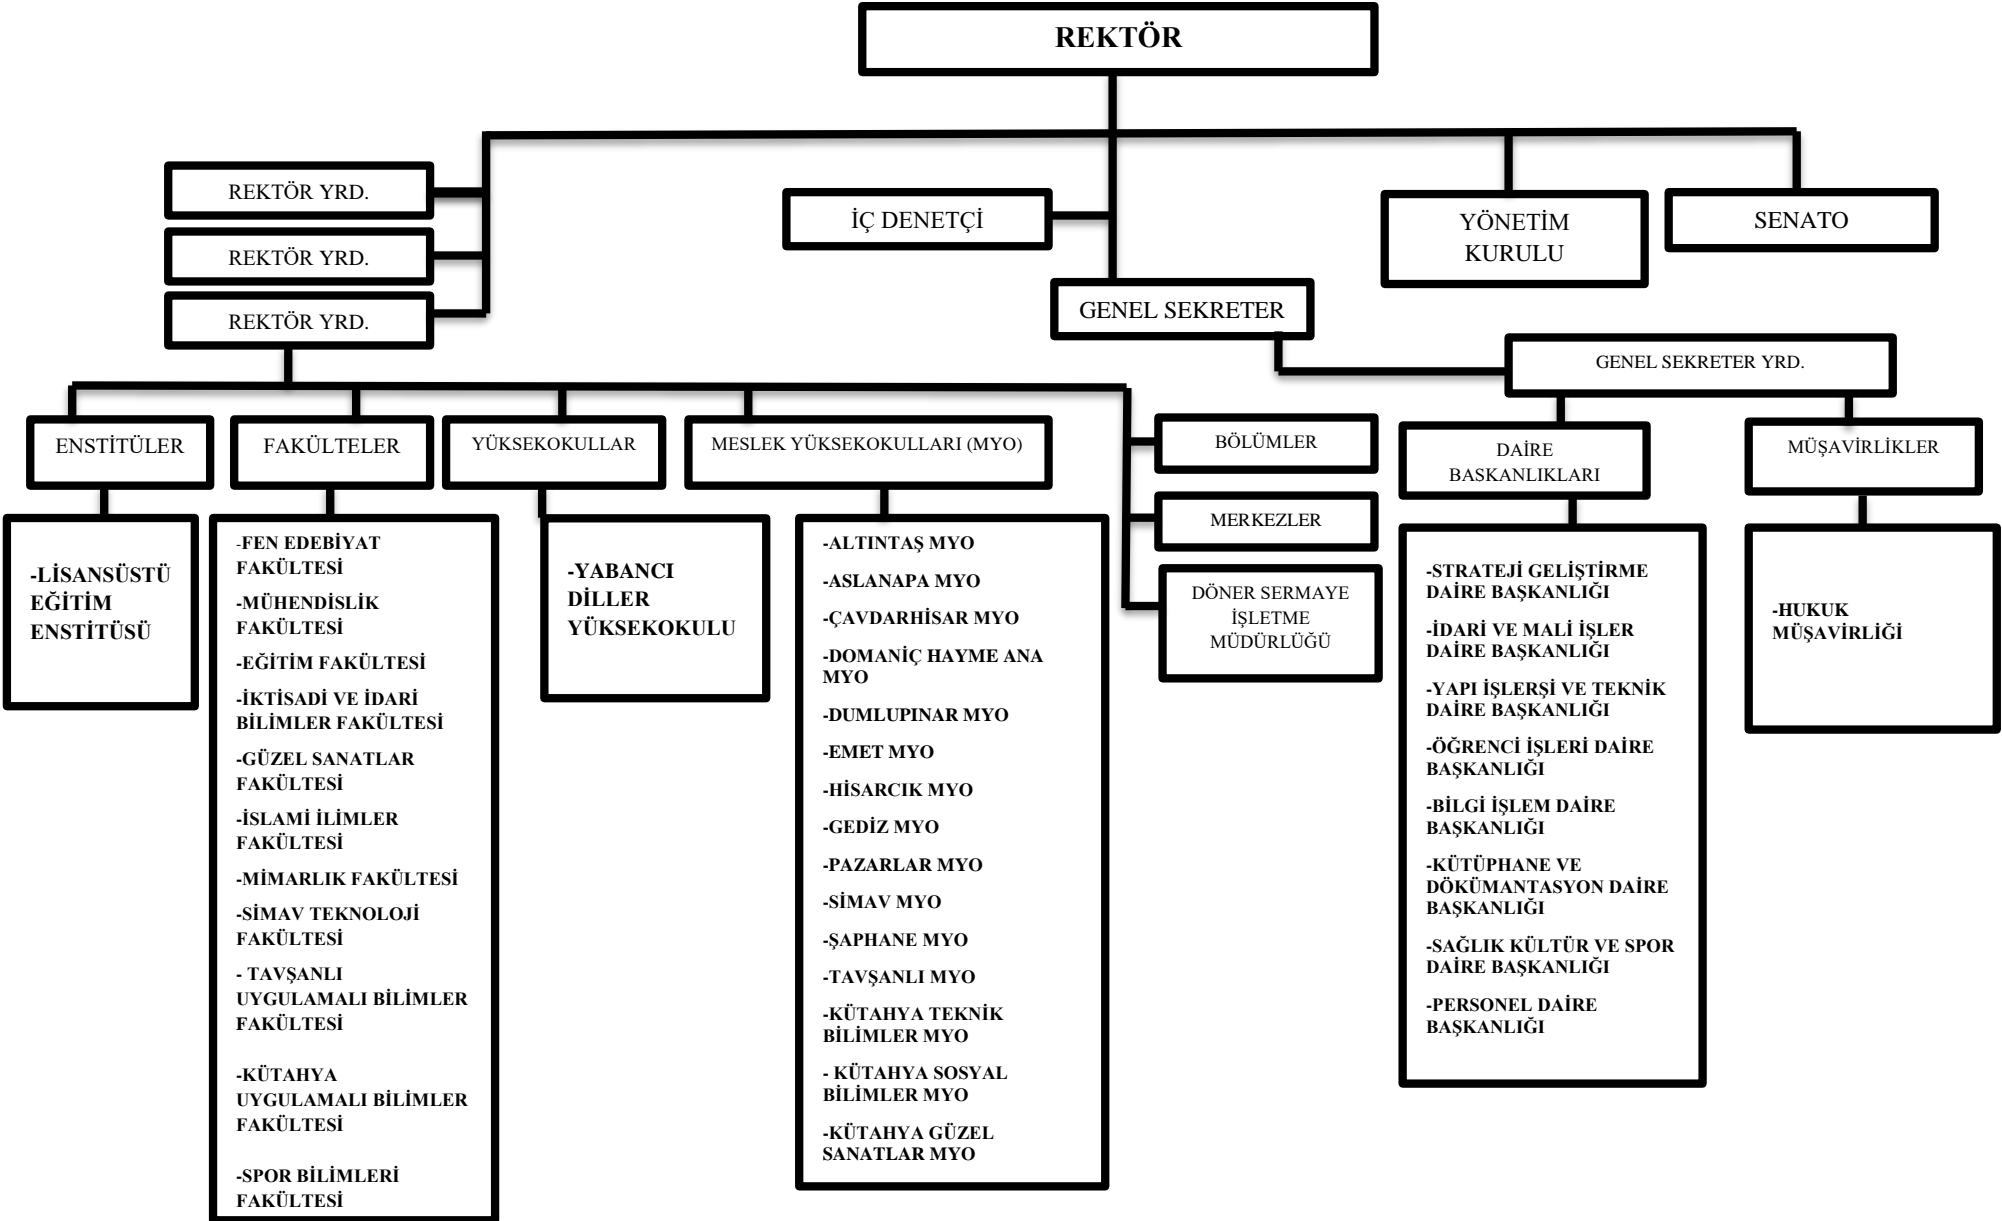 REKTÖR
REKTÖR YRD.
REKTÖR YRD.
REKTÖR YRD.
İÇ DENETÇİ
YÖNETİM
KURULU
SENATO
GENEL SEKRETER
GENEL SEKRETER YRD.
ENSTİTÜLER
FAKÜLTELER
YÜKSEKOKULLAR
MESLEK YÜKSEKOKULLARI (MYO)
BÖLÜMLER
MERKEZLER
DÖNER SERMAYE
İŞLETME
MÜDÜRLÜĞÜ
DAİRE
BASKANLIKLARI
MÜŞAVİRLİKLER
-LİSANSÜSTÜ
EĞİTİM
ENSTİTÜSÜ
-FEN EDEBİYAT
FAKÜLTESİ
-MÜHENDİSLİK
FAKÜLTESİ
-EĞİTİM FAKÜLTESİ
-İKTİSADİ VE İDARİ
BİLİMLER FAKÜLTESİ
-GÜZEL SANATLAR
FAKÜLTESİ
-İSLAMİ İLİMLER
FAKÜLTESİ
-MİMARLIK FAKÜLTESİ
-SİMAV TEKNOLOJİ
FAKÜLTESİ
- TAVŞANLI
UYGULAMALI BİLİMLER
FAKÜLTESİ
-KÜTAHYA
UYGULAMALI BİLİMLER
FAKÜLTESİ
-SPOR BİLİMLERİ
FAKÜLTESİ
-YABANCI
DİLLER
YÜKSEKOKULU
-ALTINTAŞ MYO
-ASLANAPA MYO
-ÇAVDARHİSAR MYO
-DOMANİÇ HAYME ANA
MYO
-DUMLUPINAR MYO
-EMET MYO
-HİSARCIK MYO
-GEDİZ MYO
-PAZARLAR MYO
-SİMAV MYO
-ŞAPHANE MYO
-TAVŞANLI MYO
-KÜTAHYA TEKNİK
BİLİMLER MYO
- KÜTAHYA SOSYAL
BİLİMLER MYO
-KÜTAHYA GÜZEL
SANATLAR MYO
-STRATEJİ GELİŞTİRME
DAİRE BAŞKANLIĞI
-İDARİ VE MALİ İŞLER
DAİRE BAŞKANLIĞI
-YAPI İŞLERŞİ VE TEKNİK
DAİRE BAŞKANLIĞI
-ÖĞRENCİ İŞLERİ DAİRE
BAŞKANLIĞI
-BİLGİ İŞLEM DAİRE
BAŞKANLIĞI
-KÜTÜPHANE VE
DÖKÜMANTASYON DAİRE
BAŞKANLIĞI
-SAĞLIK KÜLTÜR VE SPOR
DAİRE BAŞKANLIĞI
-PERSONEL DAİRE
BAŞKANLIĞI
-HUKUK
MÜŞAVİRLİĞİ